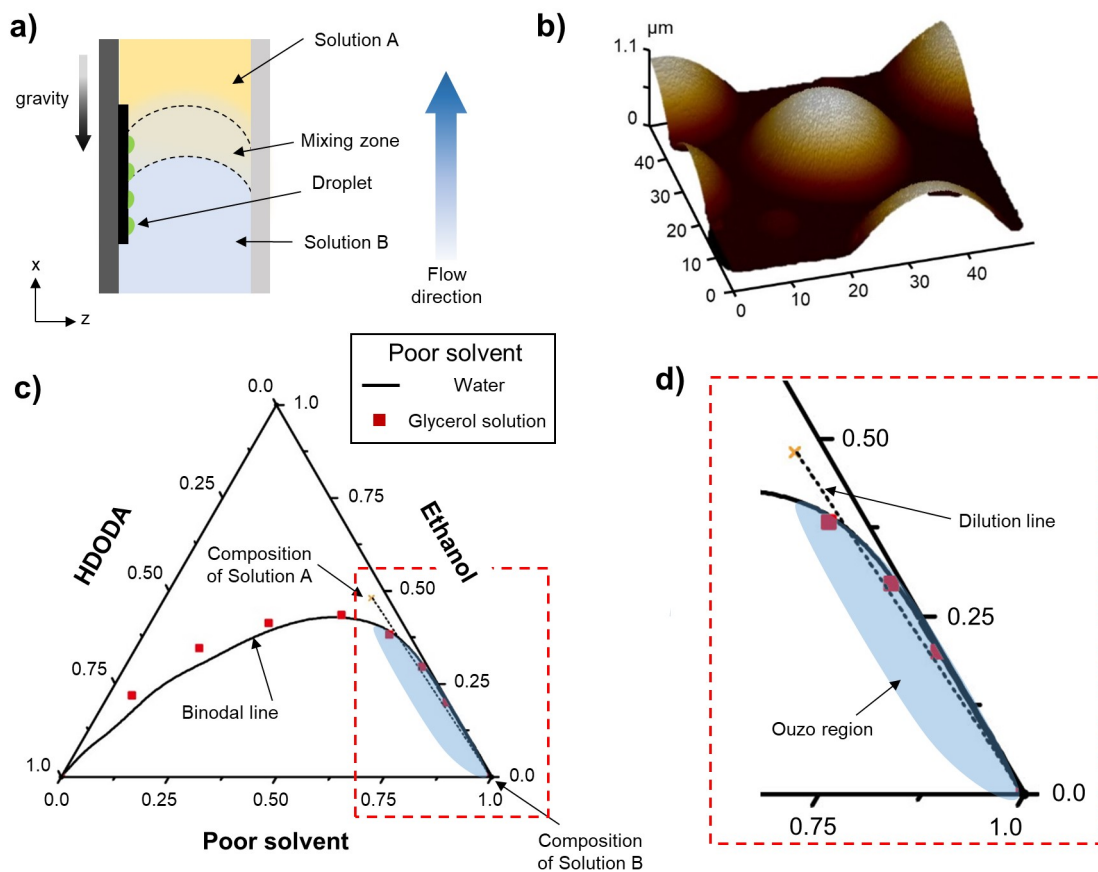 a)
Solution A
gravity
Mixing zone
Droplet
Solution B
x
z
Flow
direction
b)
µm
1.1
0
40
30
20
10
0
0
10
20
30
40
Poor solvent
Water
Glycerol solution
c)
0.0
1.0
0.25
0.75
HDODA
Ethanol
Composition
of Solution A
0.50
0.50
0.75
0.25
Binodal line
1.0
0.0
0.0
0.25
0.50
0.75
1.0
Poor solvent
Composition
of Solution B
d)
0.50
Dilution line
0.25
Ouzo region
0.0
0.75
1.0